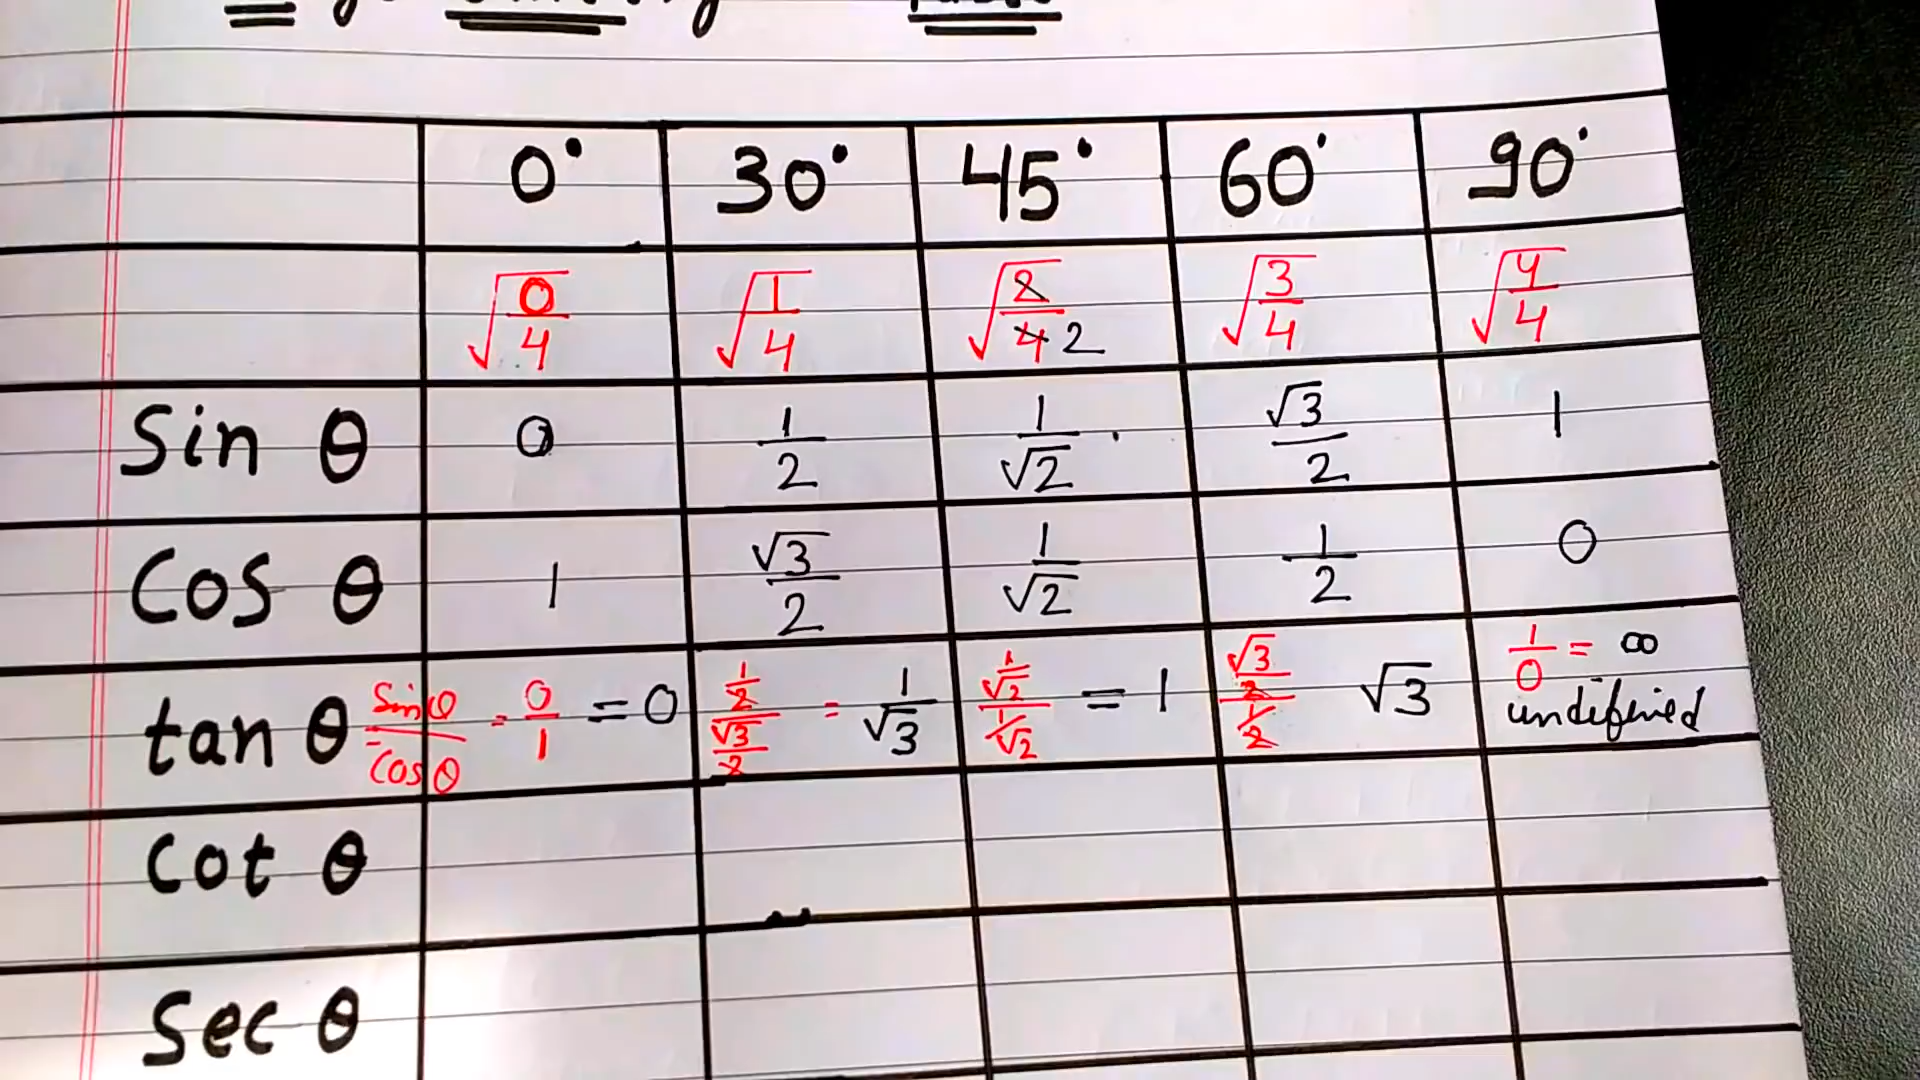 0° 30° 45° 60° 90°
√0/4 √1/4 √2/4 2 √3/4 √4/4
Sin θ 0 1/2 1/√2 √3/2 1
Cos θ 1 √3/2 1/√2 1/2 0
tan θ = Sinθ/Cosθ = 0/1 = 0 1/2/√3/2 = 1/√3 1/√2/1/√2 = 1 √3/2/1/2 √3 1/0 = ∞ undefined
Cot θ
Sec θ